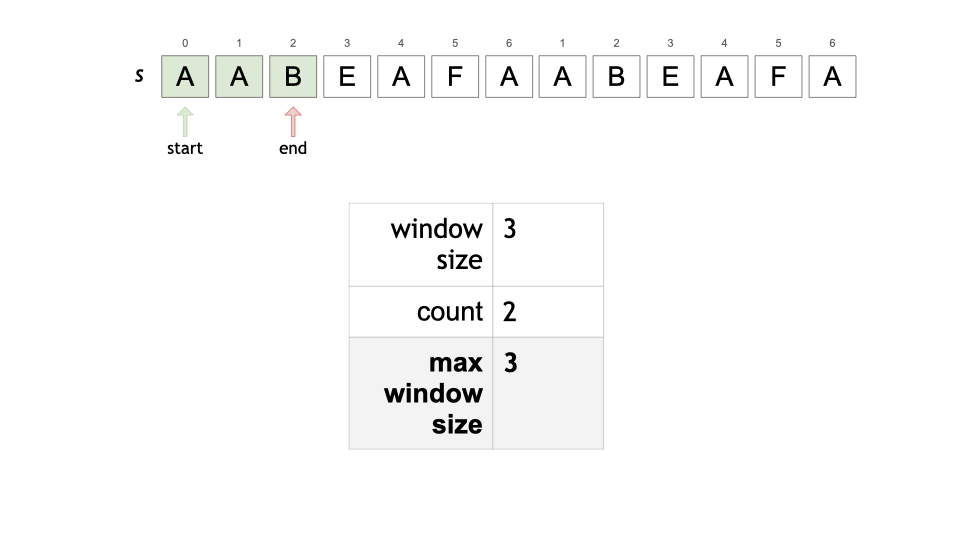 0 1 2 3 4 5 6 1 2 3 4 5 6
s A A B E A F A A B E A F A
start end
window 3
size
count 2
max 3
window
size